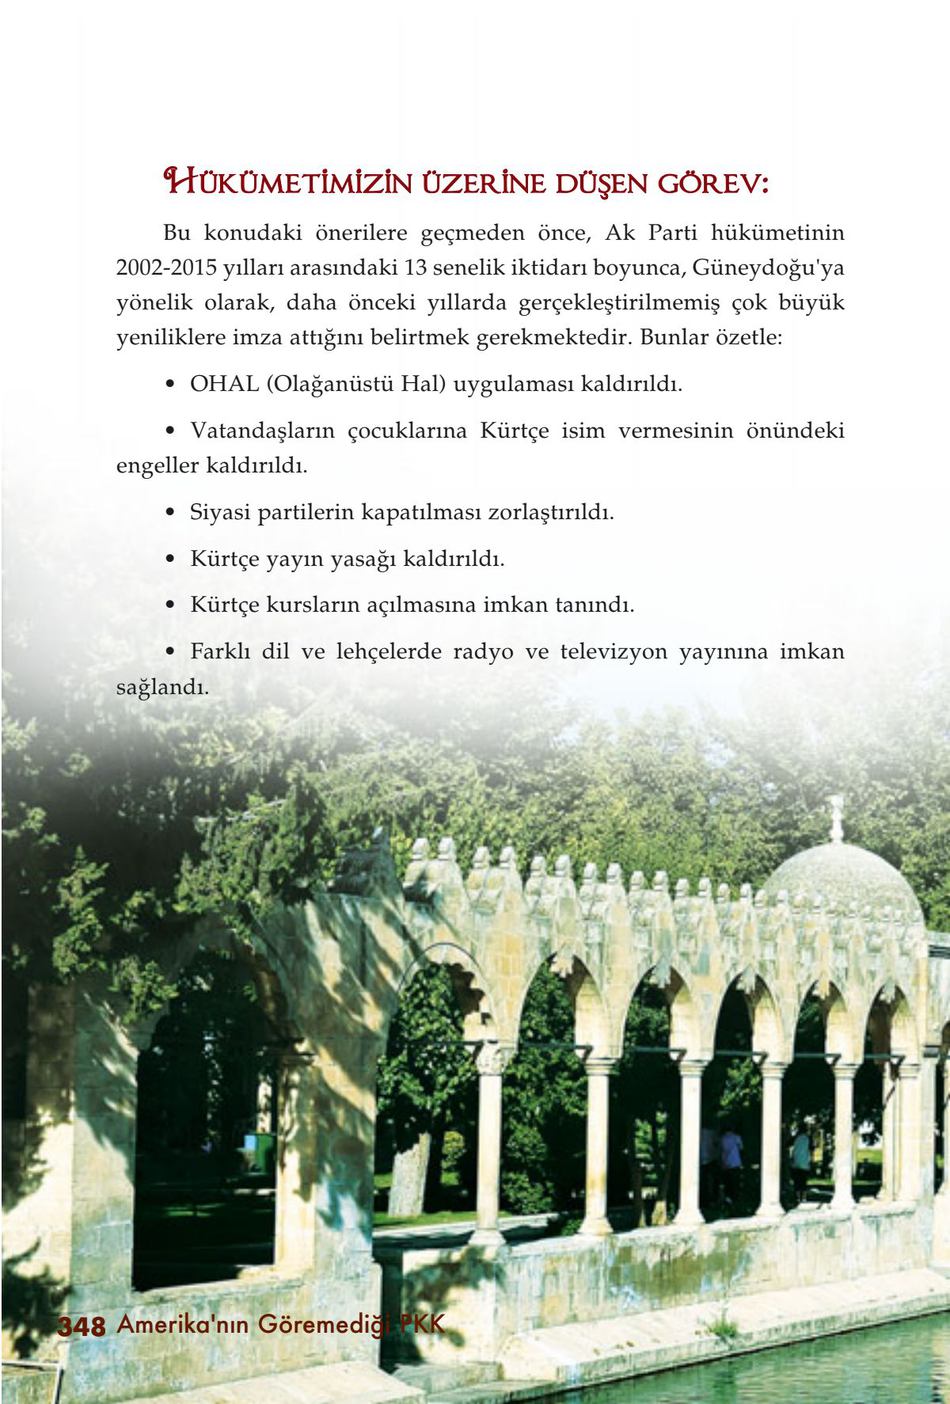 HÜKÜMETİMİZİN ÜZERİNE DÜŞEN GÖREV:
Bu konudaki önerilere geçmeden önce, Ak Parti hükümetinin
2002-2015 yılları arasındaki 13 senelik iktidarı boyunca, Güneydoğu'ya
yönelik olarak, daha önceki yıllarda gerçekleştirilmemiş çok büyük
yeniliklere imza attığını belirtmek gerekmektedir. Bunlar özetle:
• OHAL (Olağanüstü Hal) uygulaması kaldırıldı.
• Vatandaşların çocuklarına Kürtçe isim vermesinin önündeki
engeller kaldırıldı.
• Siyasi partilerin kapatılması zorlaştırıldı.
• Kürtçe yayın yasağı kaldırıldı.
• Kürtçe kursların açılmasına imkan tanındı.
• Farklı dil ve lehçelerde radyo ve televizyon yayınına imkan
sağlandı.
348 Amerika'nın Göremediği PKK